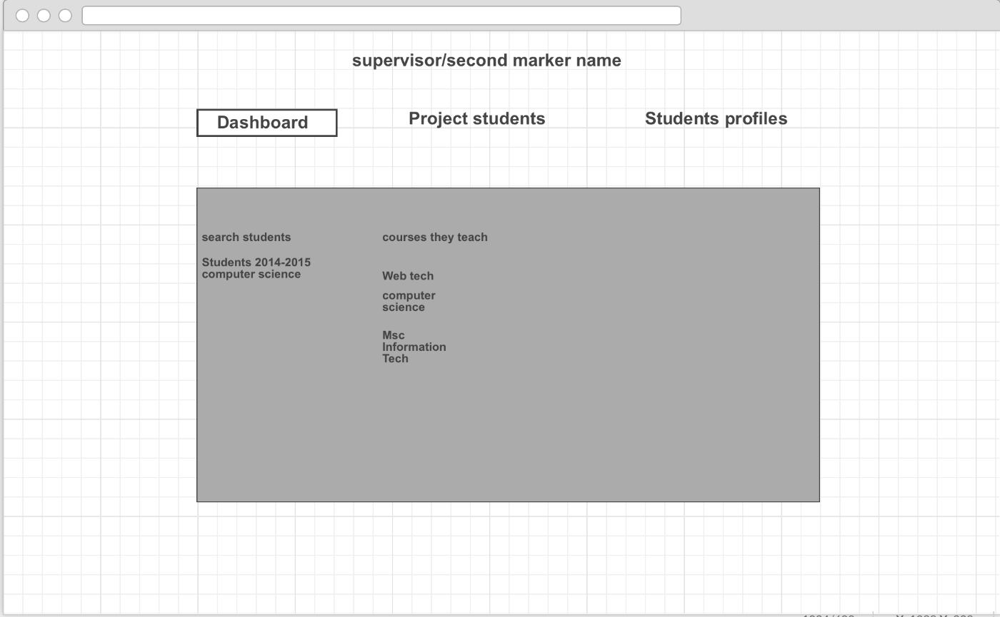 supervisor/second marker name
Dashboard
Project students
Students profiles
search students
Students 2014-2015
computer science
courses they teach
Web tech
computer
science
Msc
Information
Tech